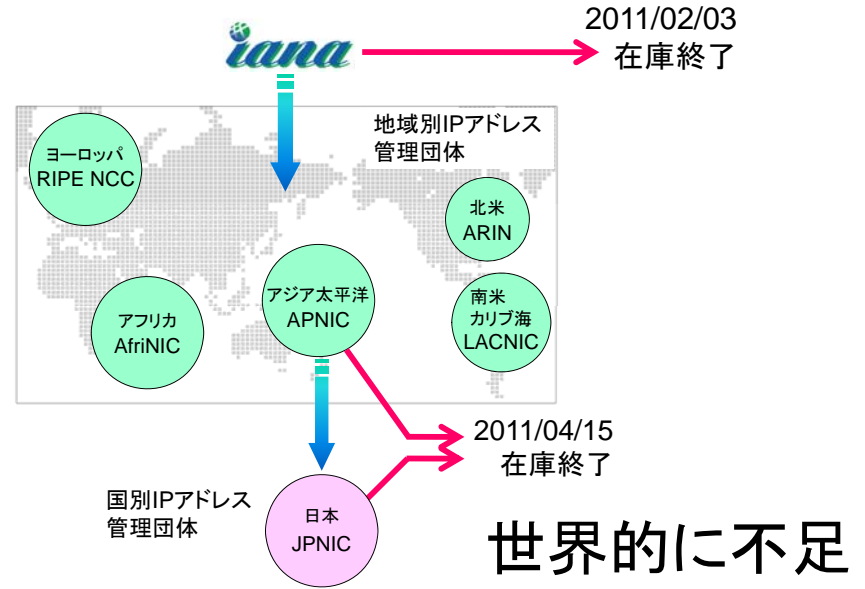 iana
2011/02/03
在庫終了
地域別IPアドレス
管理団体
ヨーロッパ
RIPE NCC
北米
ARIN
アジア太平洋
APNIC
南米
カリブ海
LACNIC
アフリカ
AfriNIC
2011/04/15
在庫終了
国別IPアドレス
管理団体
日本
JPNIC
世界的に不足